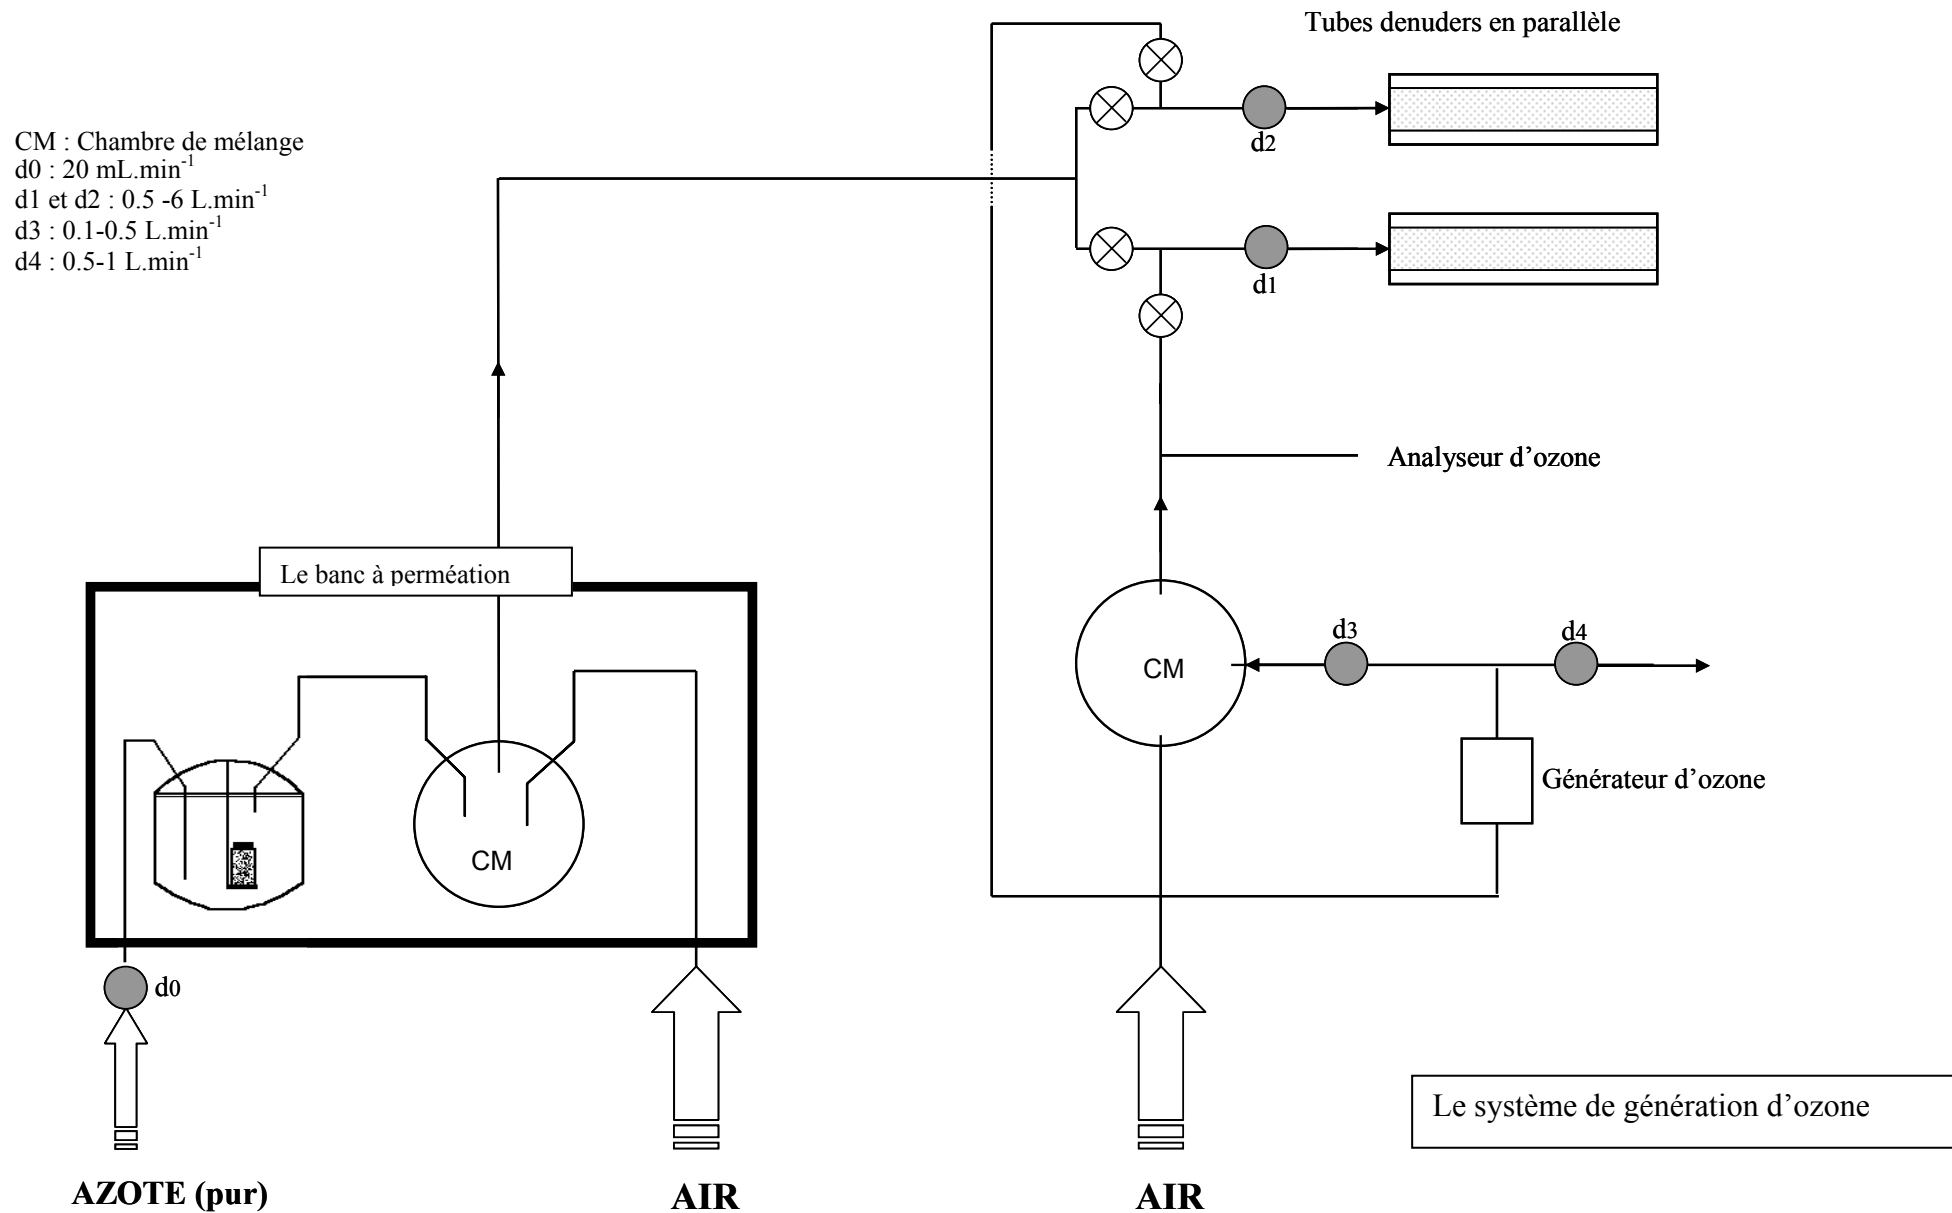 Tubes denuders en parallèle
CM : Chambre de mélange
d0 : 20 mL.min-1
d1 et d2 : 0.5 -6 L.min-1
d3 : 0.1-0.5 L.min-1
d4 : 0.5-1 L.min-1
d2
d1
Analyseur d’ozone
Le banc à perméation
d3
d4
CM
Générateur d’ozone
CM
d0
Le système de génération d’ozone
AZOTE (pur)
AIR
AIR